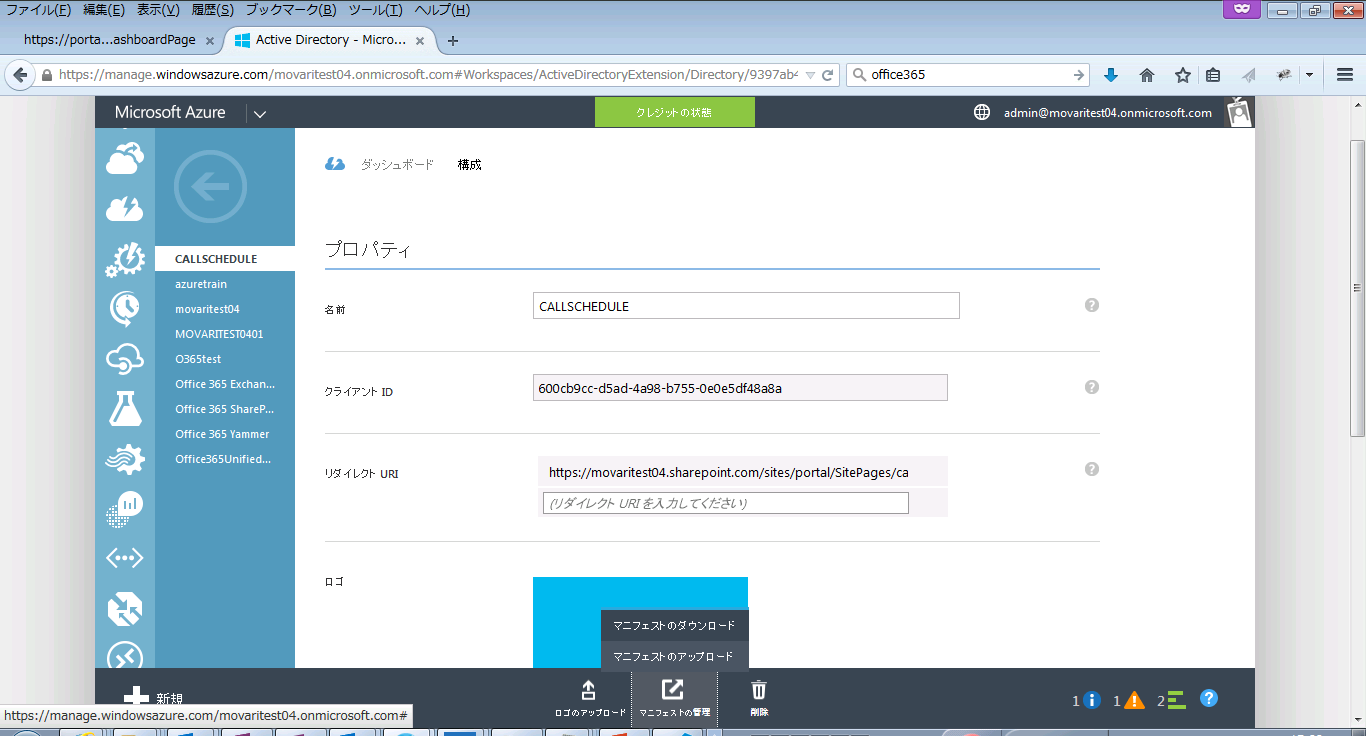 ファイル(F) 編集(E) 表示(V) 履歴(S) ブックマーク(B) ツール(T) ヘルプ(H)
https://porta...ashboardPage × Active Directory - Micro... × +
https://manage.windowsazure.com/movaritest04.onmicrosoft.com#Workspaces/ActiveDirectoryExtension/Directory/9397ab4 office365
Microsoft Azure クレジットの状態 admin@movaritest04.onmicrosoft.com
ダッシュボード 構成
プロパティ
CALLSCHEDULE
azuretrain
movaritest04
MOVARITEST0401
O365test
Office 365 Exchan...
Office 365 ShareP...
Office 365 Yammer
Office365Unified...
名前 CALLSCHEDULE
クライアント ID 600cb9cc-d5ad-4a98-b755-0e0e5df48a8a
リダイレクト URI https://movaritest04.sharepoint.com/sites/portal/SitePages/ca
(リダイレクト URI を入力してください)
ロゴ
マニフェストのダウンロード
マニフェストのアップロード
新規 ロゴのアップロード マニフェストの管理 削除 1 1 2
https://manage.windowsazure.com/movaritest04.onmicrosoft.com#